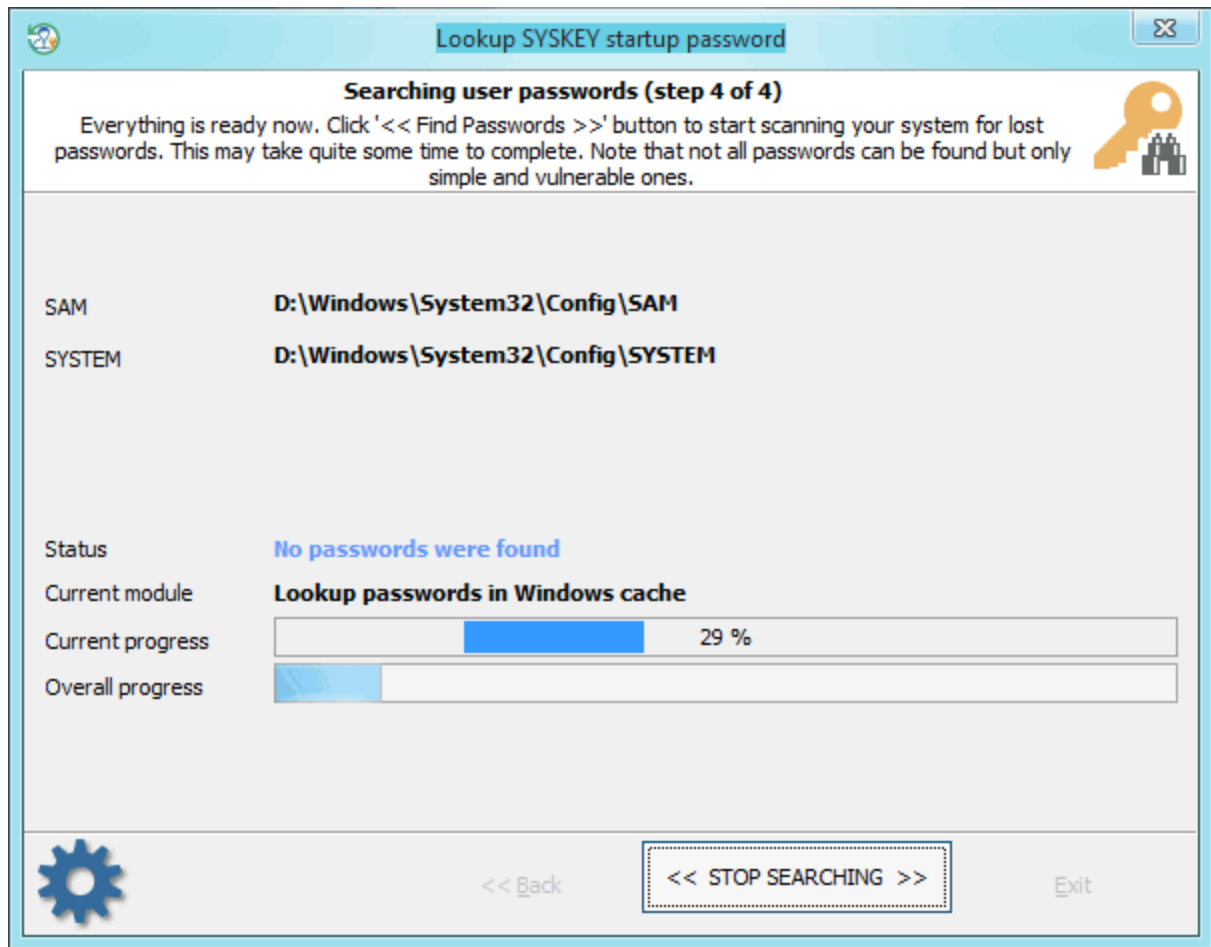 Lookup SYSKEY startup password
Searching user passwords (step 4 of 4)
Everything is ready now. Click '<< Find Passwords >>' button to start scanning your system for lost
passwords. This may take quite some time to complete. Note that not all passwords can be found but only
simple and vulnerable ones.
SAM D:\Windows\System32\Config\SAM
SYSTEM D:\Windows\System32\Config\SYSTEM
Status No passwords were found
Current module Lookup passwords in Windows cache
Current progress 29 %
Overall progress
<< Back << STOP SEARCHING >> Exit